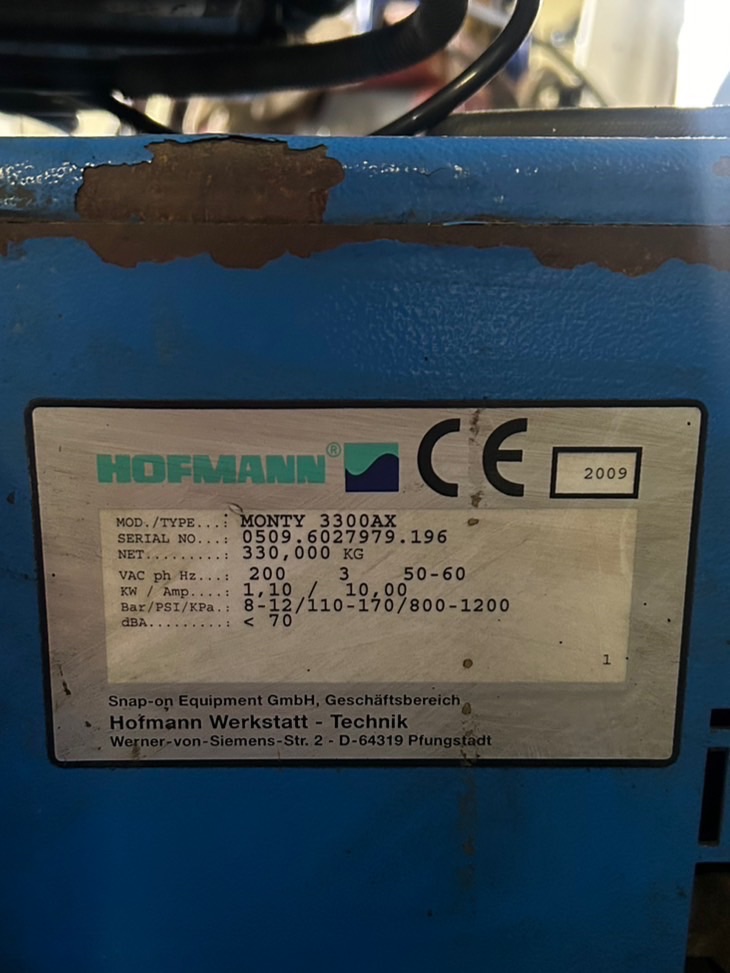 HOFMANN® CE 2009
MOD./TYPE...: MONTY 3300AX
SERIAL NO...: 0509.6027979.196
NET.........: 330,000 KG
VAC ph Hz...: 200 3 50-60
KW / Amp....: 1,10 / 10,00
Bar/PSI/KPa.: 8-12/110-170/800-1200
dBA.........: < 70
1
Snap-on Equipment GmbH, Geschäftsbereich
Hofmann Werkstatt - Technik
Werner-von-Siemens-Str. 2 - D-64319 Pfungstadt